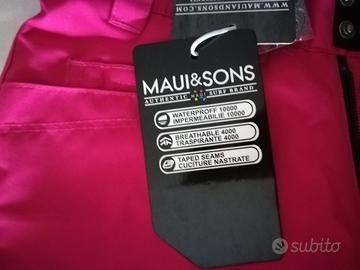 WWW.MAUIANDSONS.COM
MAUI&SONS
AUTHENTIC SURF BRAND
WATERPROFF 10000
IMPERMEABILIE 10000
BREATHABLE 4000
TRASPIRANTE 4000
TAPED SEAMS
CUCITURE NASTRATE
subito